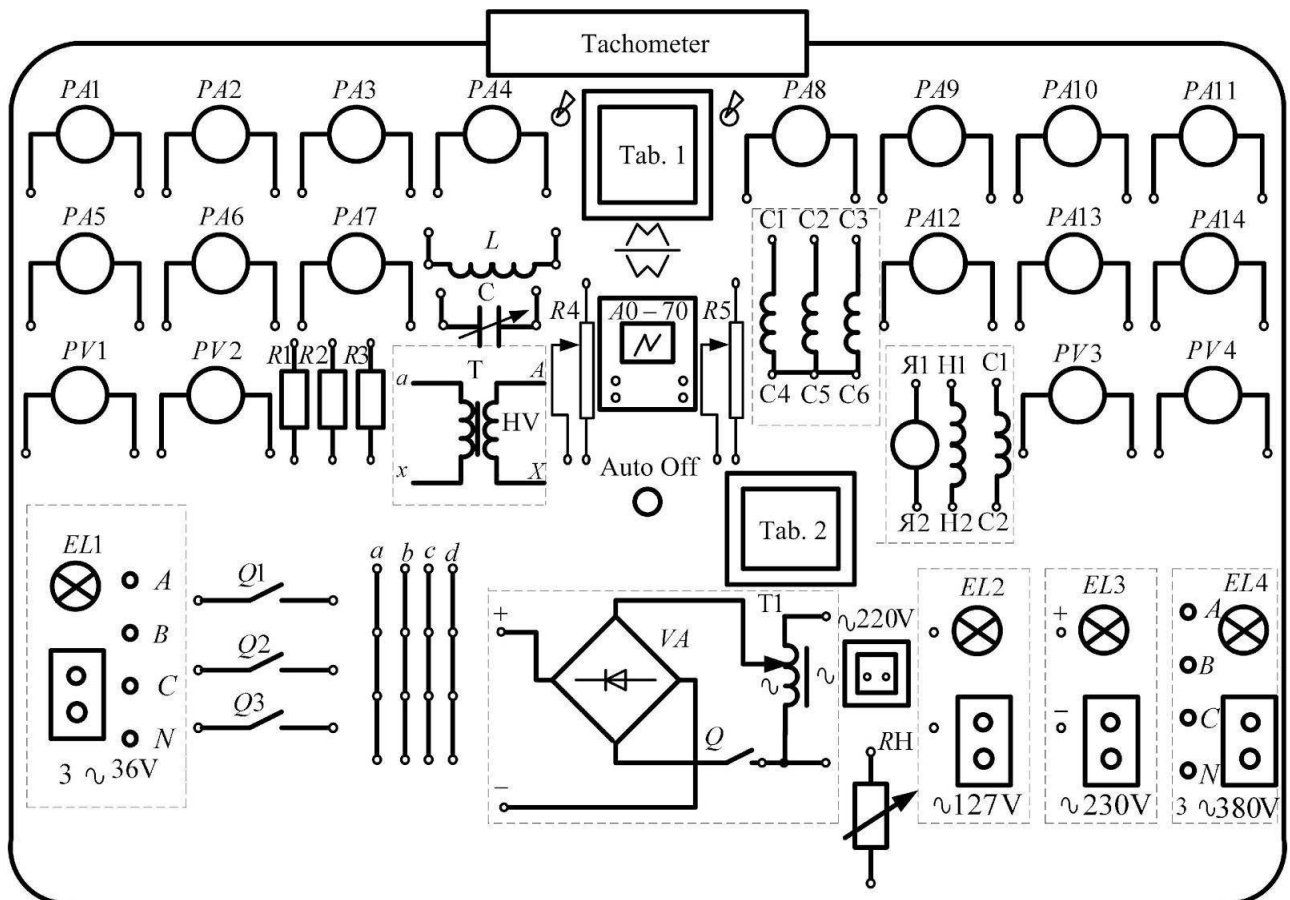 Tachometer
PA1 PA2 PA3 PA4 PA8 PA9 PA10 PA11
Tab. 1
PA5 PA6 PA7 C1 C2 C3 PA12 PA13 PA14
L
C
R4 A0–70 R5
PV1 PV2 R1 R2 R3 T C4 C5 C6 Я1 H1 C1 PV3 PV4
a A
HV
x X
Auto Off
Я2 H2 C2
Tab. 2
EL1 a b c d EL2 EL3 EL4
A Q1
T1 ∿220V A
+ VA +
B
B Q2
C Q3
∿ ∿
Q RH − C
N
3 ∿ 36V N
− ∿127V ∿230V 3 ∿380V